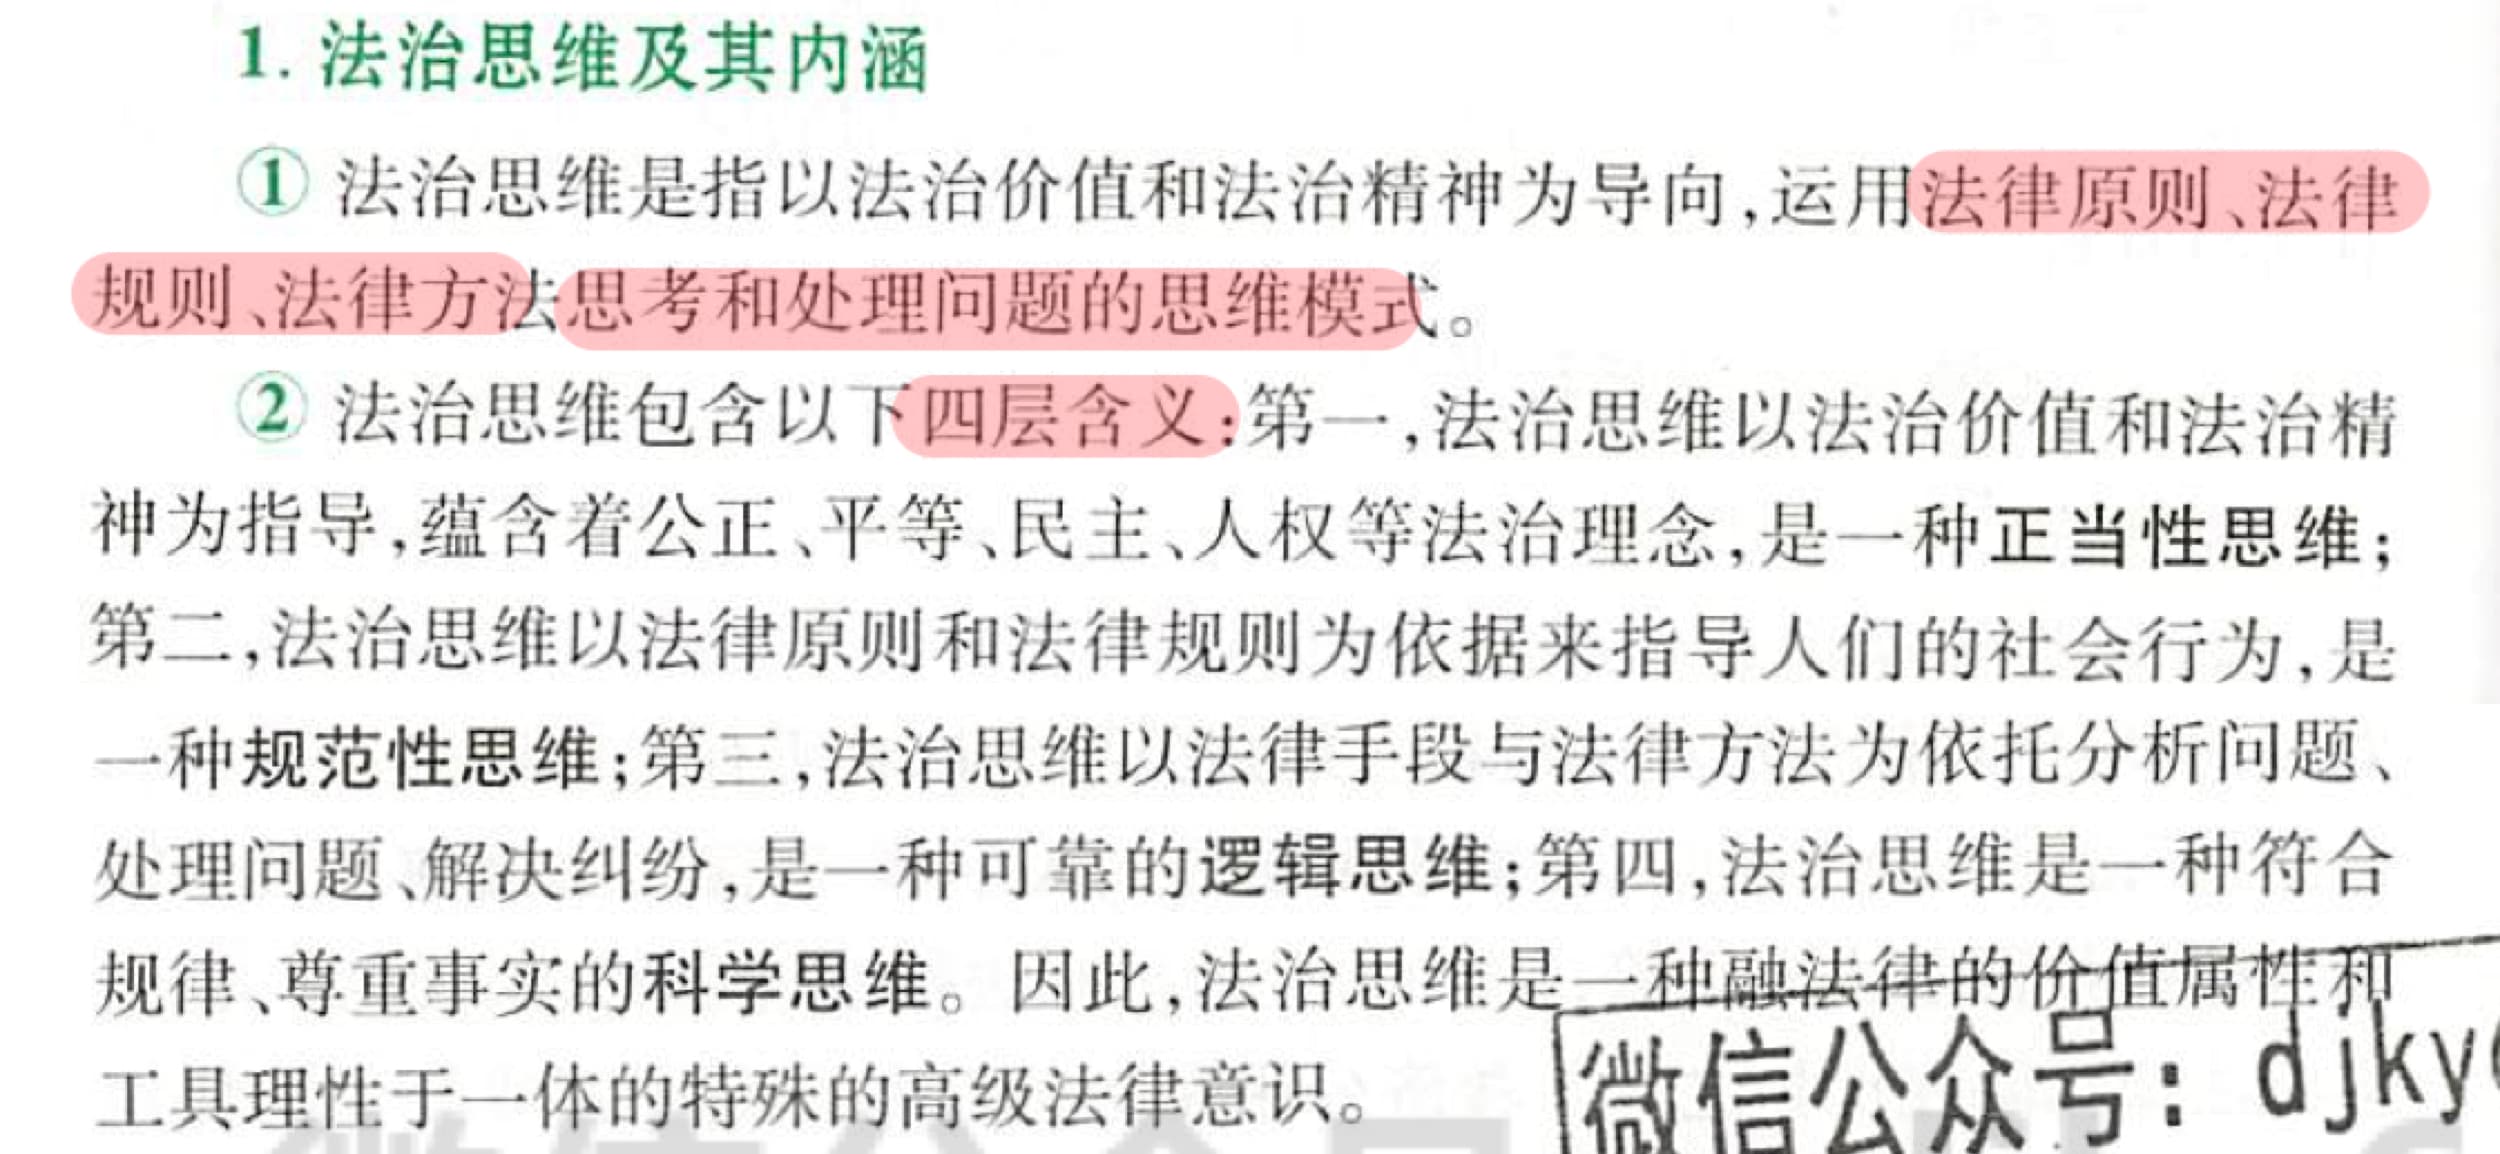 1. 法治思维及其内涵
① 法治思维是指以法治价值和法治精神为导向,运用法律原则、法律
规则、法律方法思考和处理问题的思维模式。
② 法治思维包含以下四层含义:第一,法治思维以法治价值和法治精
神为指导,蕴含着公正、平等、民主、人权等法治理念,是一种正当性思维;
第二,法治思维以法律原则和法律规则为依据来指导人们的社会行为,是
一种规范性思维;第三,法治思维以法律手段与法律方法为依托分析问题、
处理问题、解决纠纷,是一种可靠的逻辑思维;第四,法治思维是一种符合
规律、尊重事实的科学思维。因此,法治思维是一种融法律的价值属性和
工具理性于一体的特殊的高级法律意识。
微信公众号: djky